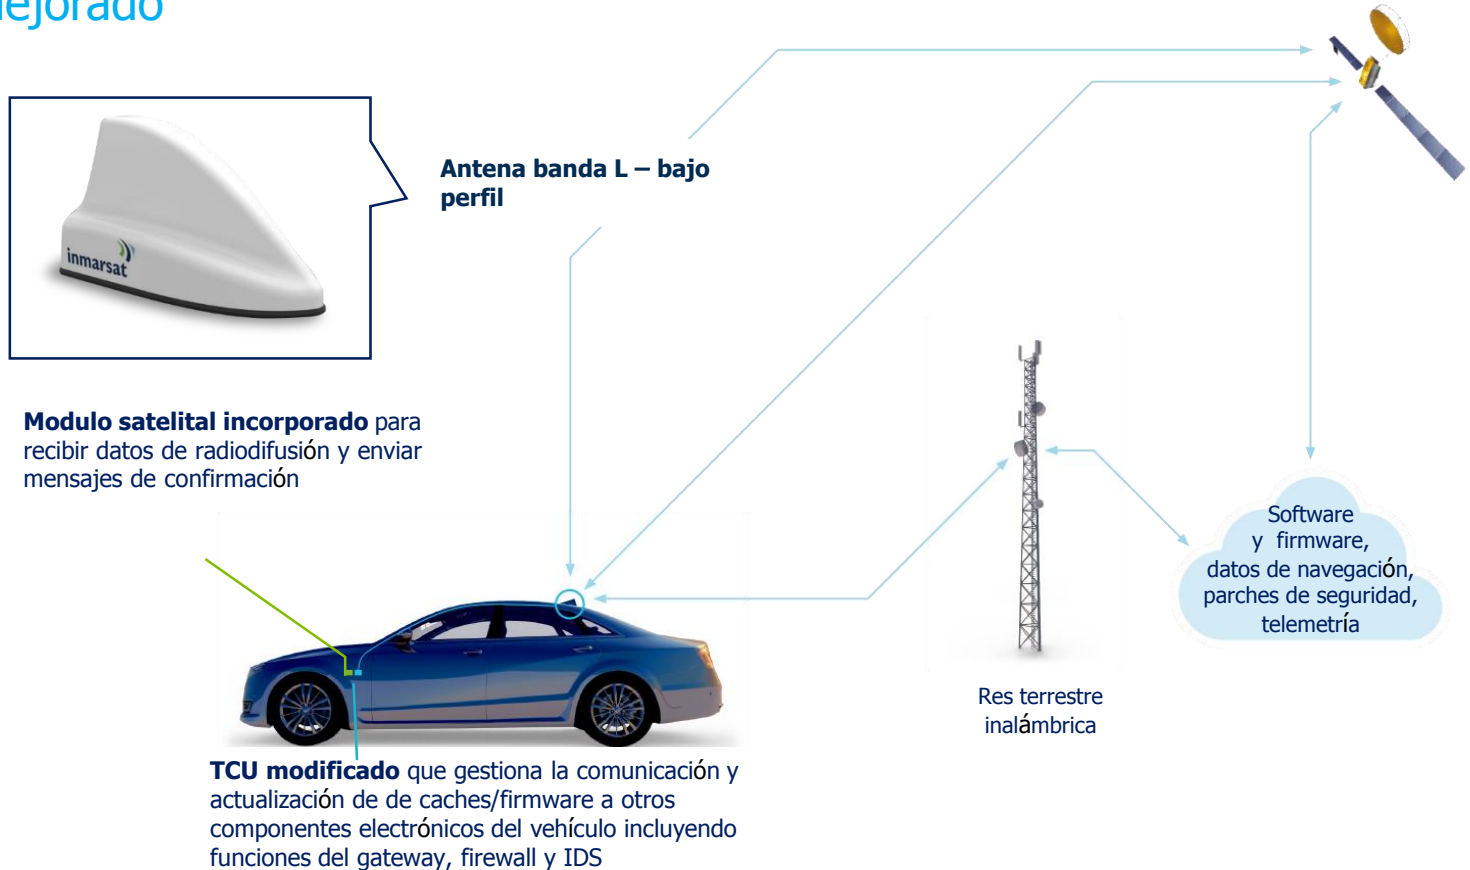 ejorado
Antena banda L – bajo
perfil
inmarsat
Modulo satelital incorporado para
recibir datos de radiodifusión y enviar
mensajes de confirmación
Software
y firmware,
datos de navegación,
parches de seguridad,
telemetría
Res terrestre
inalámbrica
TCU modificado que gestiona la comunicación y
actualización de de caches/firmware a otros
componentes electrónicos del vehículo incluyendo
funciones del gateway, firewall y IDS